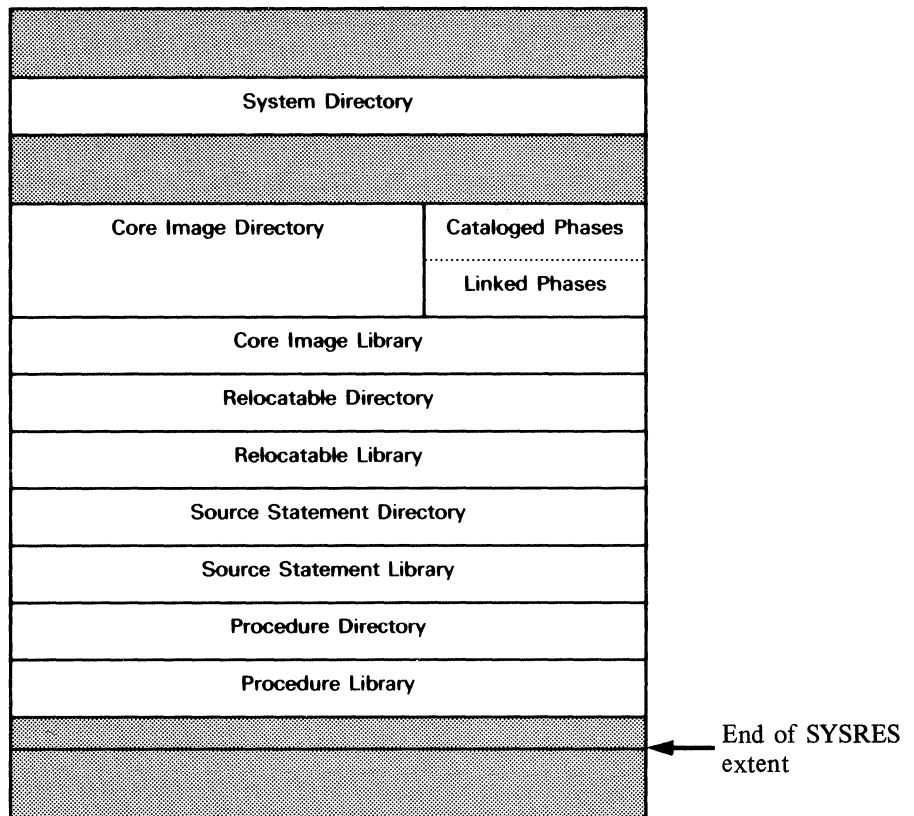 System Directory
Core Image Directory
Cataloged Phases
Linked Phases
Core Image Library
Relocatable Directory
Relocatable Library
Source Statement Directory
Source Statement Library
Procedure Directory
Procedure Library
End of SYSRES
extent